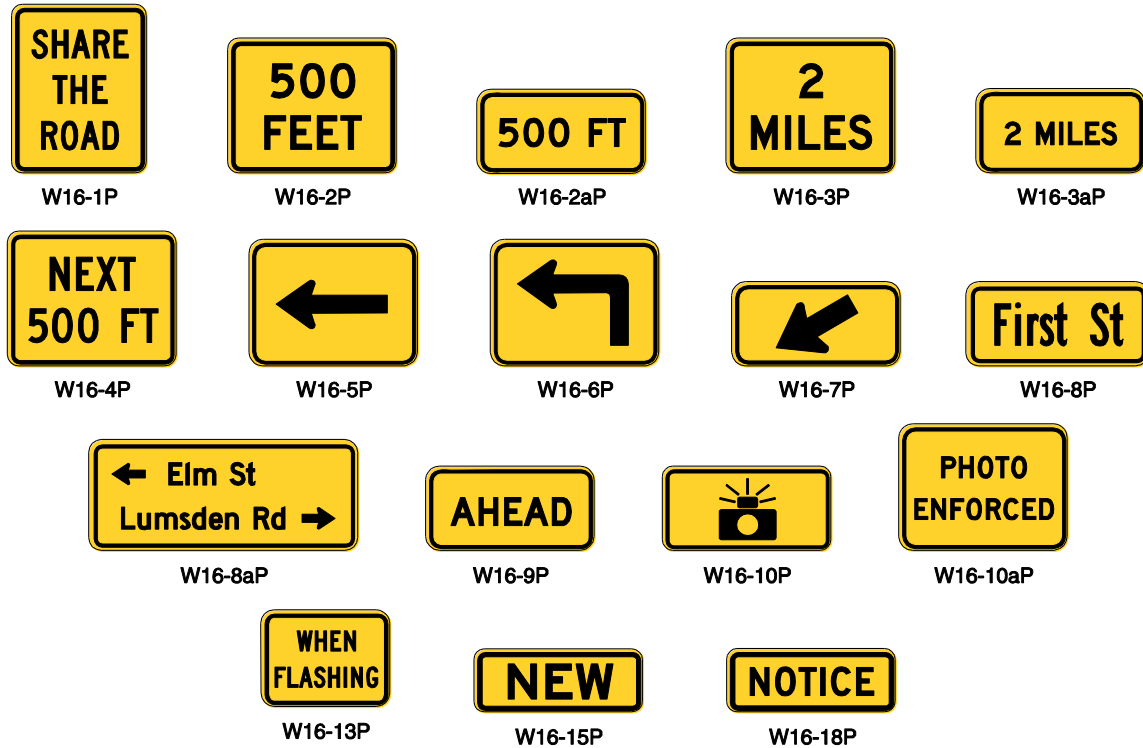 SHARE
THE
ROAD
W16-1P
500
FEET
W16-2P
500 FT
W16-2aP
2
MILES
W16-3P
2 MILES
W16-3aP
NEXT
500 FT
W16-4P
W16-5P
W16-6P
W16-7P
First St
W16-8P
Elm St
Lumsden Rd
W16-8aP
AHEAD
W16-9P
W16-10P
PHOTO
ENFORCED
W16-10aP
WHEN
FLASHING
W16-13P
NEW
W16-15P
NOTICE
W16-18P